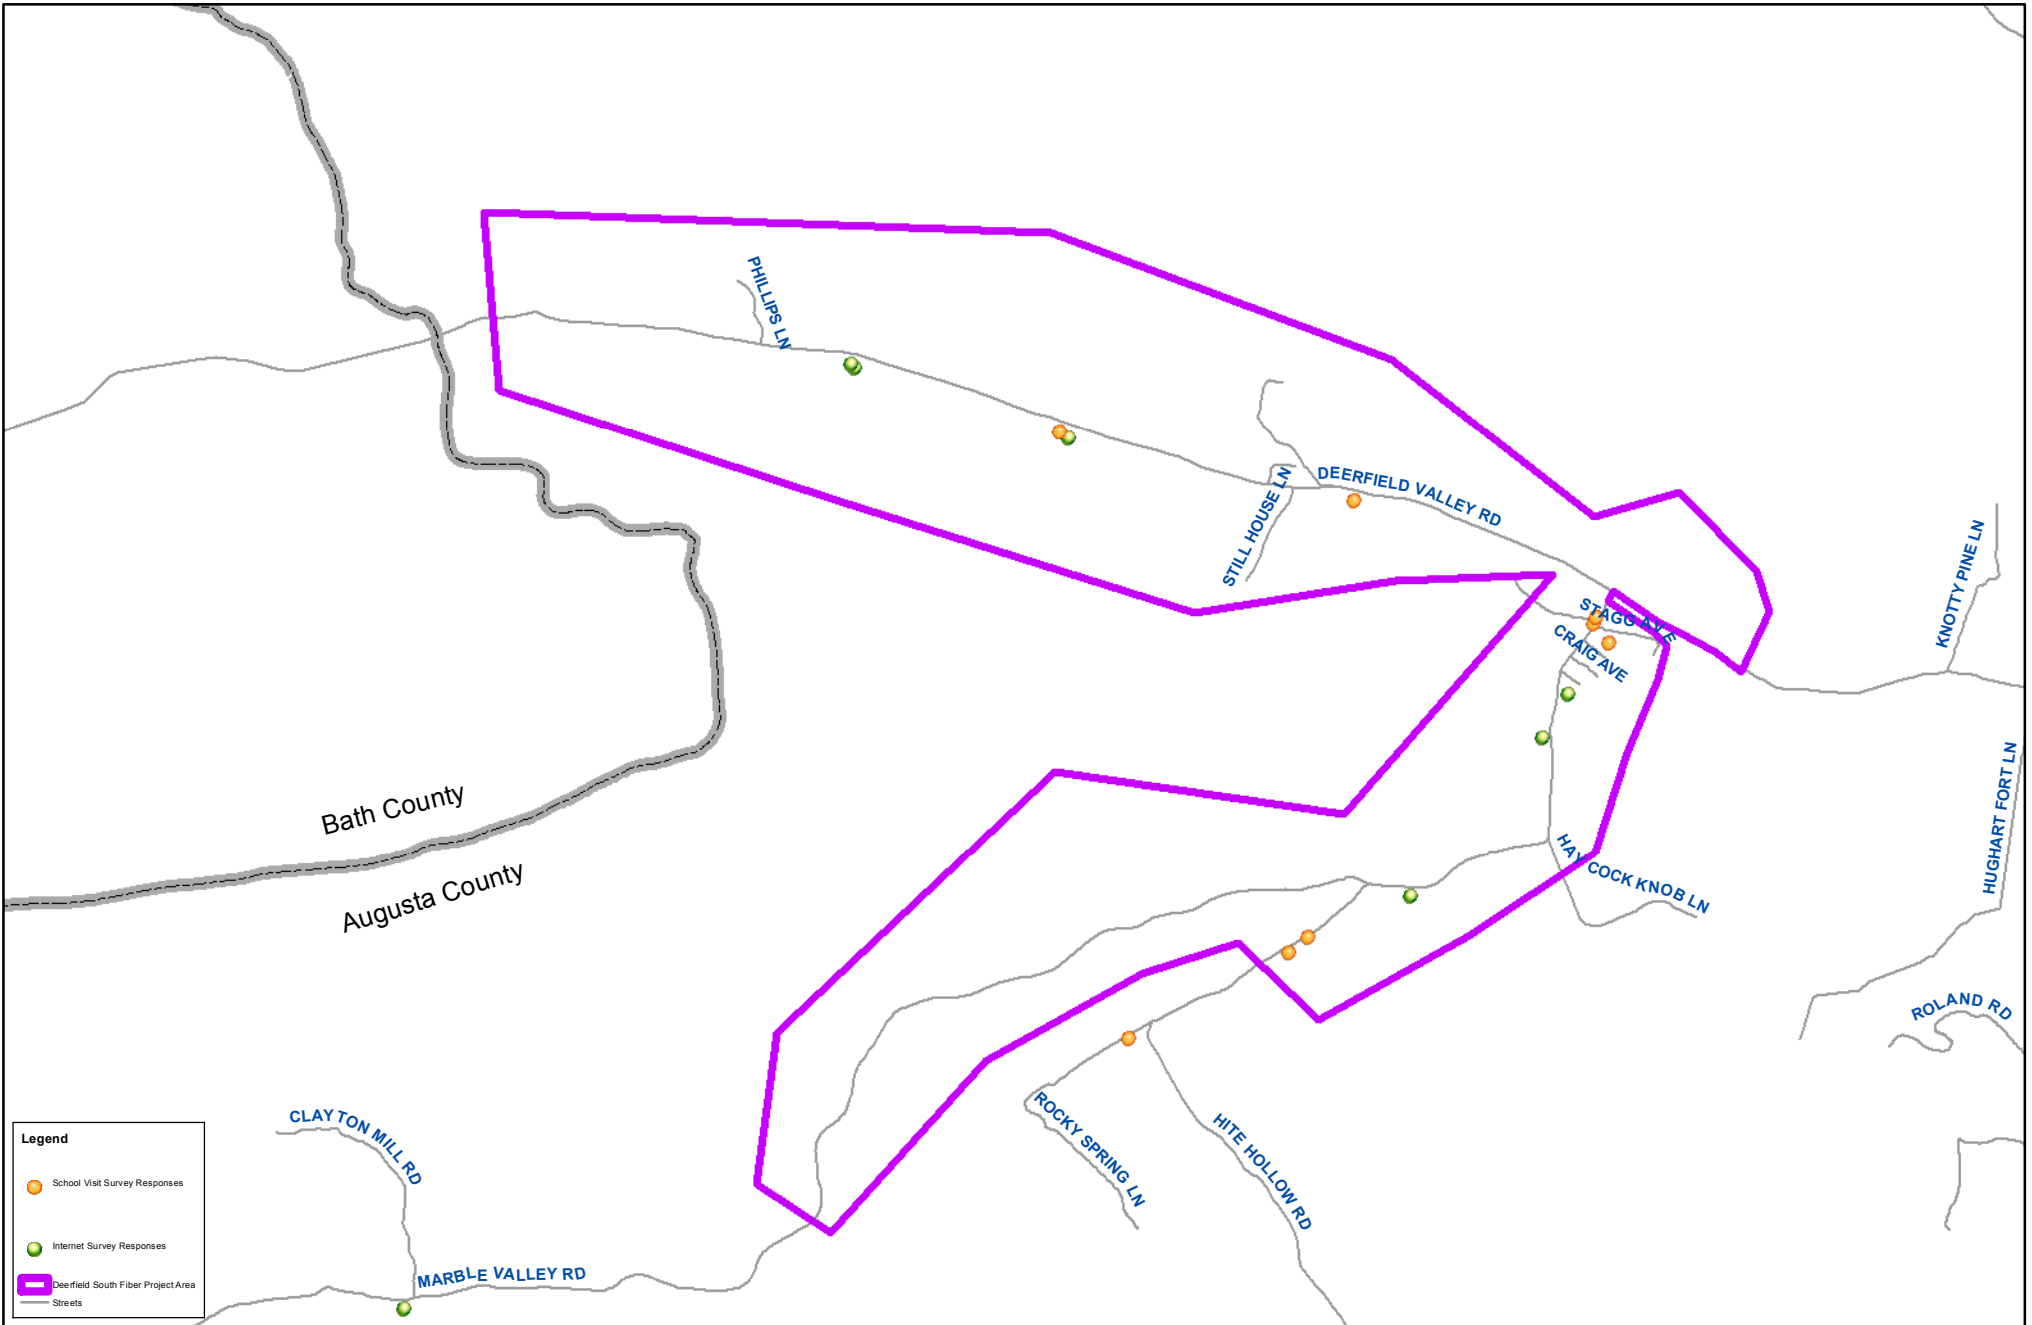 PHILLIPS LN
DEERFIELD VALLEY RD
STILL HOUSE LN
KNOTTY PINE LN
STAGG AVE
CRAIG AVE
HUGHART FORT LN
Bath County
Augusta County
HAY COCK KNOB LN
ROLAND RD
CLAYTON MILL RD
ROCKY SPRING LN
HITE HOLLOW RD
MARBLE VALLEY RD
Legend
School Visit Survey Responses
Internet Survey Responses
Deerfield South Fiber Project Area
Streets